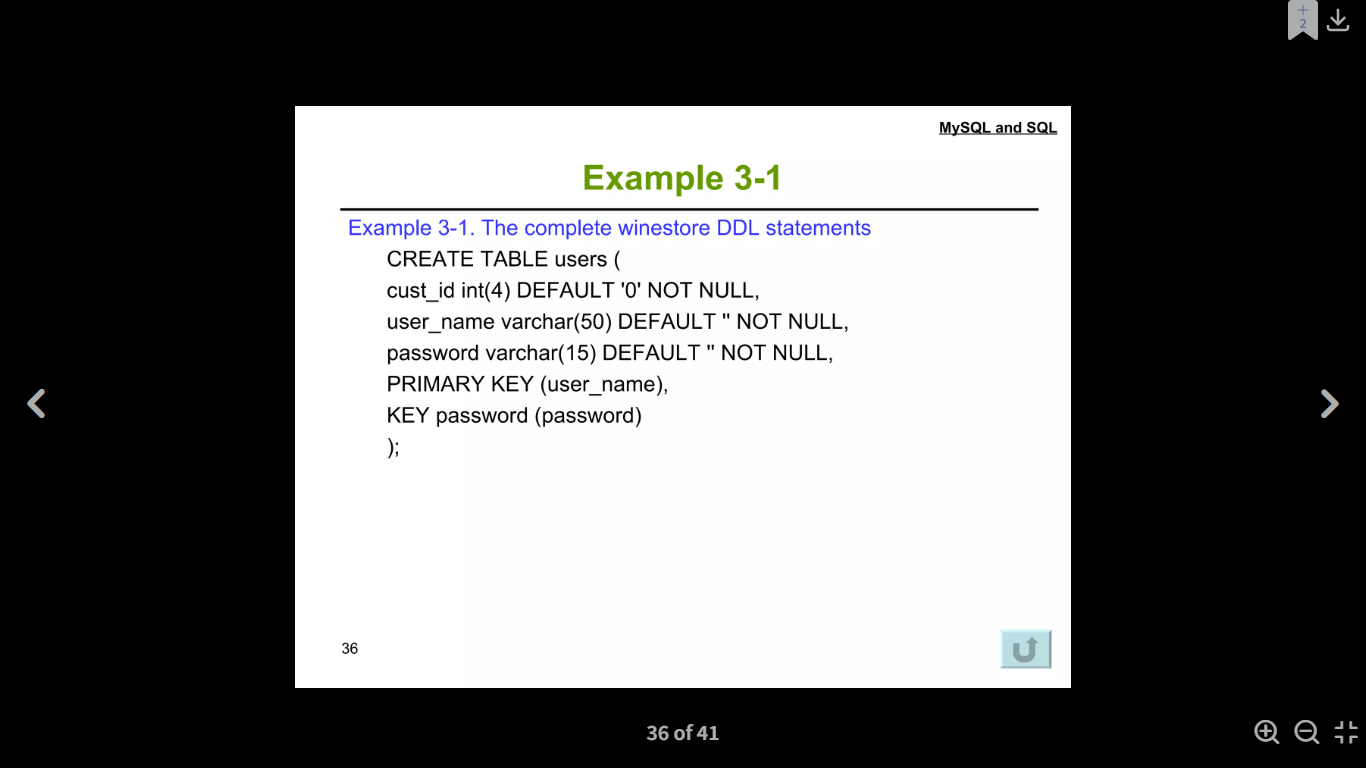 +
2
MySQL and SQL
Example 3-1
Example 3-1. The complete winestore DDL statements
CREATE TABLE users (
cust_id int(4) DEFAULT '0' NOT NULL,
user_name varchar(50) DEFAULT '' NOT NULL,
password varchar(15) DEFAULT '' NOT NULL,
PRIMARY KEY (user_name),
KEY password (password)
);
36
36 of 41